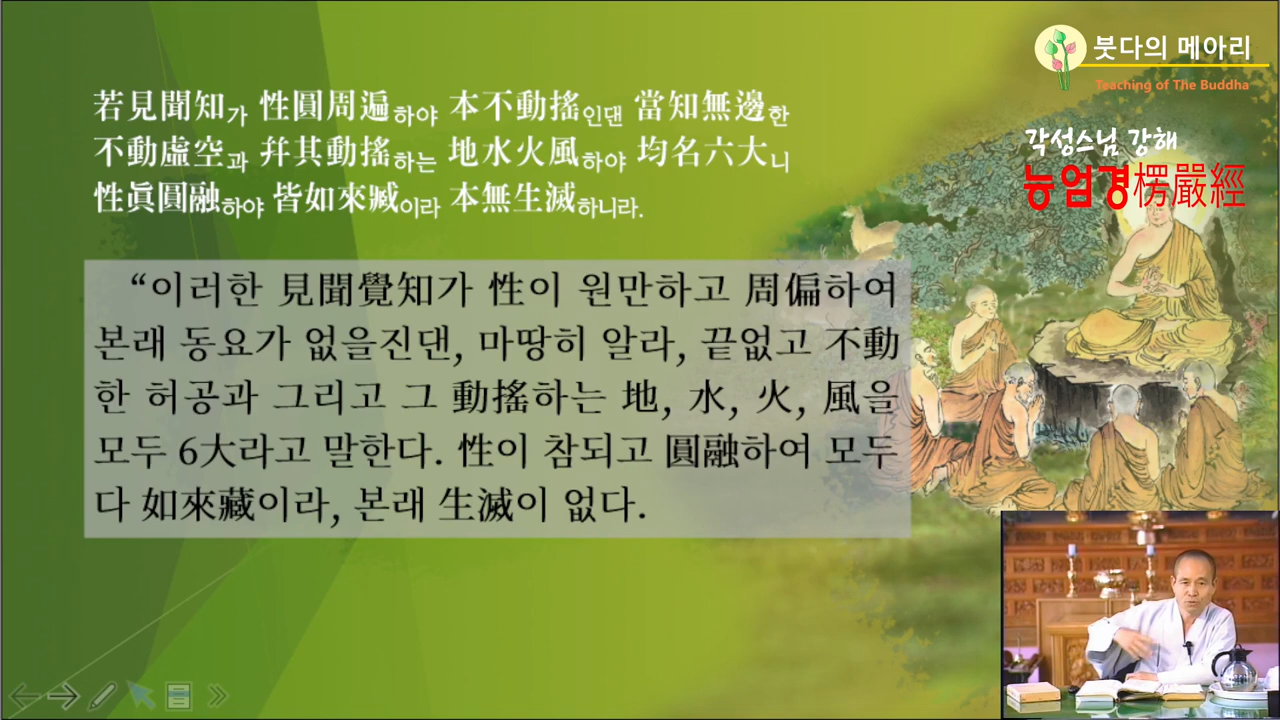 붓다의 메아리
Teaching of The Buddha
각성스님 강해
능엄경楞嚴經
若見聞知가 性圓周遍하야 本不動搖인댄 當知無邊한
不動虛空과 幷其動搖하는 地水火風하야 均名六大니
性眞圓融하야 皆如來臧이라 本無生滅하니라.
“이러한 見聞覺知가 性이 원만하고 周偏하여
본래 동요가 없을진댄, 마땅히 알라, 끝없고 不動
한 허공과 그리고 그 動搖하는 地, 水, 火, 風을
모두 6大라고 말한다. 性이 참되고 圓融하여 모두
다 如來藏이라, 본래 生滅이 없다.